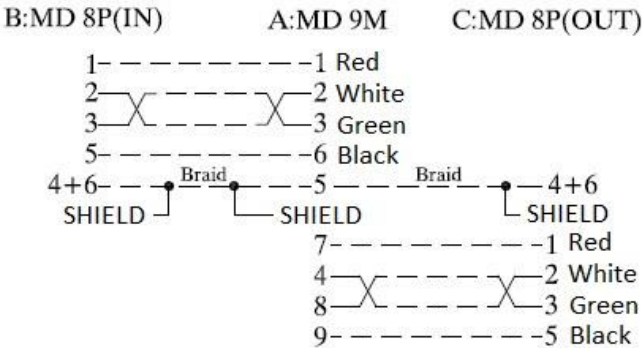 B:MD 8P(IN) A:MD 9M C:MD 8P(OUT)
1 1 Red
2 2 White
3 3 Green
5 6 Black
4+6 Braid 5 Braid 4+6
SHIELD SHIELD SHIELD
7 1 Red
4 2 White
8 3 Green
9 5 Black